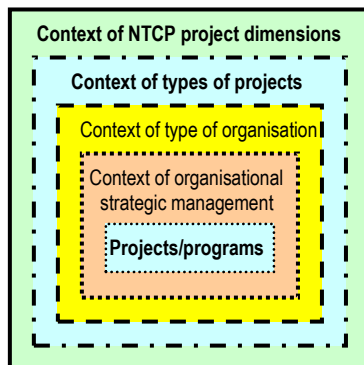 Context of NTCP project dimensions
Context of types of projects
Context of type of organisation
Context of organisational
strategic management
Projects/programs